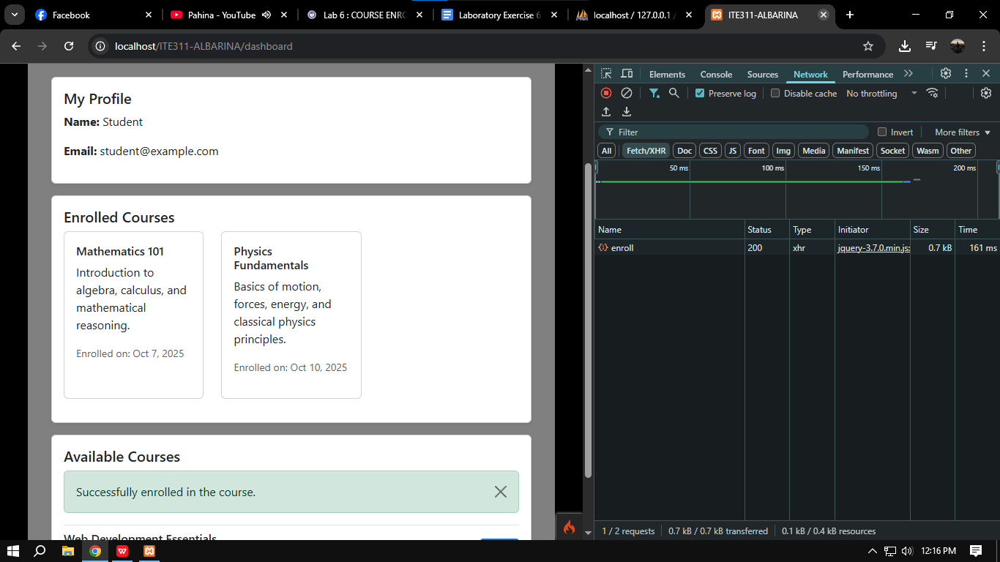 Facebook
Pahina - YouTube
Lab 6 : COURSE ENRO
Laboratory Exercise 6
localhost / 127.0.0.1 /
ITE311-ALBARINA
localhost/ITE311-ALBARINA/dashboard
My Profile
Name: Student
Email: student@example.com
Enrolled Courses
Mathematics 101
Introduction to
algebra, calculus, and
mathematical
reasoning.
Enrolled on: Oct 7, 2025
Physics
Fundamentals
Basics of motion,
forces, energy, and
classical physics
principles.
Enrolled on: Oct 10, 2025
Available Courses
Successfully enrolled in the course.
Web Development Essentials
Elements
Console
Sources
Network
Performance
Preserve log
Disable cache
No throttling
Filter
Invert
More filters
All
Fetch/XHR
Doc
CSS
JS
Font
Img
Media
Manifest
Socket
Wasm
Other
50 ms
100 ms
150 ms
200 ms
Name
Status
Type
Initiator
Size
Time
enroll
200
xhr
jquery-3.7.0.min.js:
0.7 kB
161 ms
1 / 2 requests
0.7 kB / 0.7 kB transferred
0.1 kB / 0.4 kB resources
12:16 PM